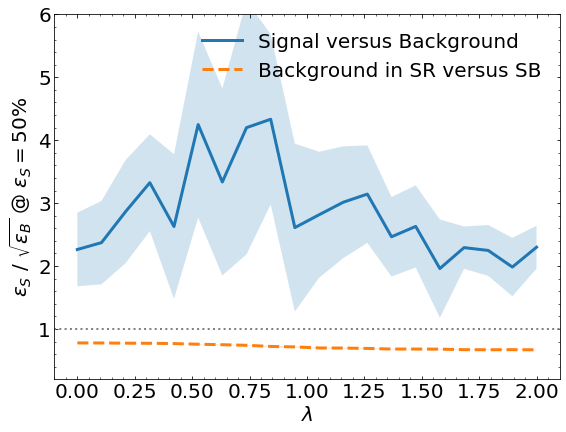 6
Signal versus Background
Background in SR versus SB
5
4
3
2
1
ε_S / √ε_B @ ε_S = 50%
0.00 0.25 0.50 0.75 1.00 1.25 1.50 1.75 2.00
λ